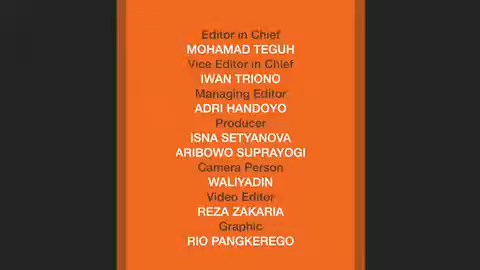 Editor in Chief
MOHAMAD TEGUH
Vice Editor in Chief
IWAN TRIONO
Managing Editor
ADRI HANDOYO
Producer
ISNA SETYANOVA
ARIBOWO SUPRAYOGI
Camera Person
WALIYADIN
Video Editor
REZA ZAKARIA
Graphic
RIO PANGKEREGO